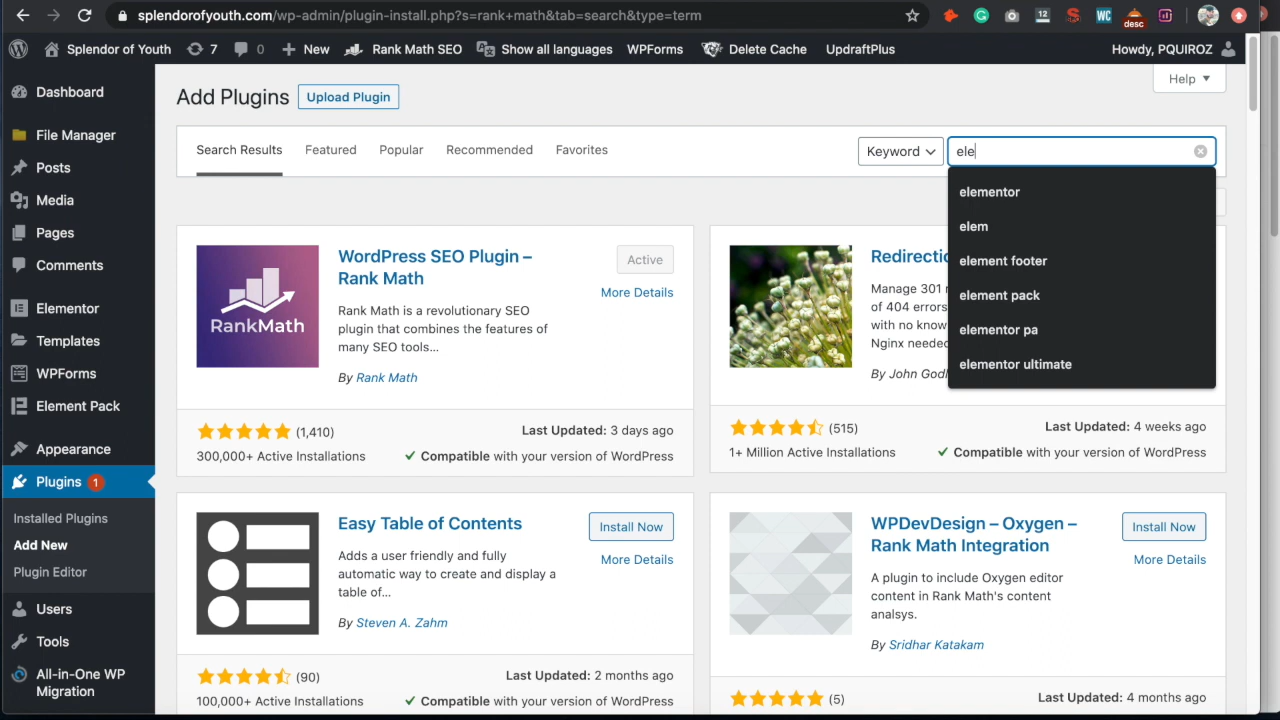 splendorofyouth.com/wp-admin/plugin-install.php?s=rank+math&tab=search&type=term
12
WC
desc
Splendor of Youth
7
0
New
Rank Math SEO
Show all languages
WPForms
Delete Cache
UpdraftPlus
Howdy, PQUIROZ
Dashboard
File Manager
Posts
Media
Pages
Comments
Elementor
Templates
WPForms
Element Pack
Appearance
Plugins 1
Installed Plugins
Add New
Plugin Editor
Users
Tools
All-in-One WP
Migration
Help
Add Plugins
Upload Plugin
Search Results
Featured
Popular
Recommended
Favorites
Keyword
ele
elementor
elem
element footer
element pack
elementor pa
elementor ultimate
RankMath
WordPress SEO Plugin –
Rank Math
Active
More Details
Rank Math is a revolutionary SEO
plugin that combines the features of
many SEO tools...
By Rank Math
(1,410)
300,000+ Active Installations
Last Updated: 3 days ago
✓ Compatible with your version of WordPress
Redirectio
Manage 301
of 404 errors
with no know
Nginx neede
By John God
(515)
1+ Million Active Installations
Last Updated: 4 weeks ago
✓ Compatible with your version of WordPress
Easy Table of Contents
Install Now
More Details
Adds a user friendly and fully
automatic way to create and display a
table of...
By Steven A. Zahm
(90)
100,000+ Active Installations
Last Updated: 2 months ago
✓ Compatible with your version of WordPress
WPDevDesign – Oxygen –
Rank Math Integration
Install Now
More Details
A plugin to include Oxygen editor
content in Rank Math's content
analsys.
By Sridhar Katakam
(5)
Last Updated: 4 months ago